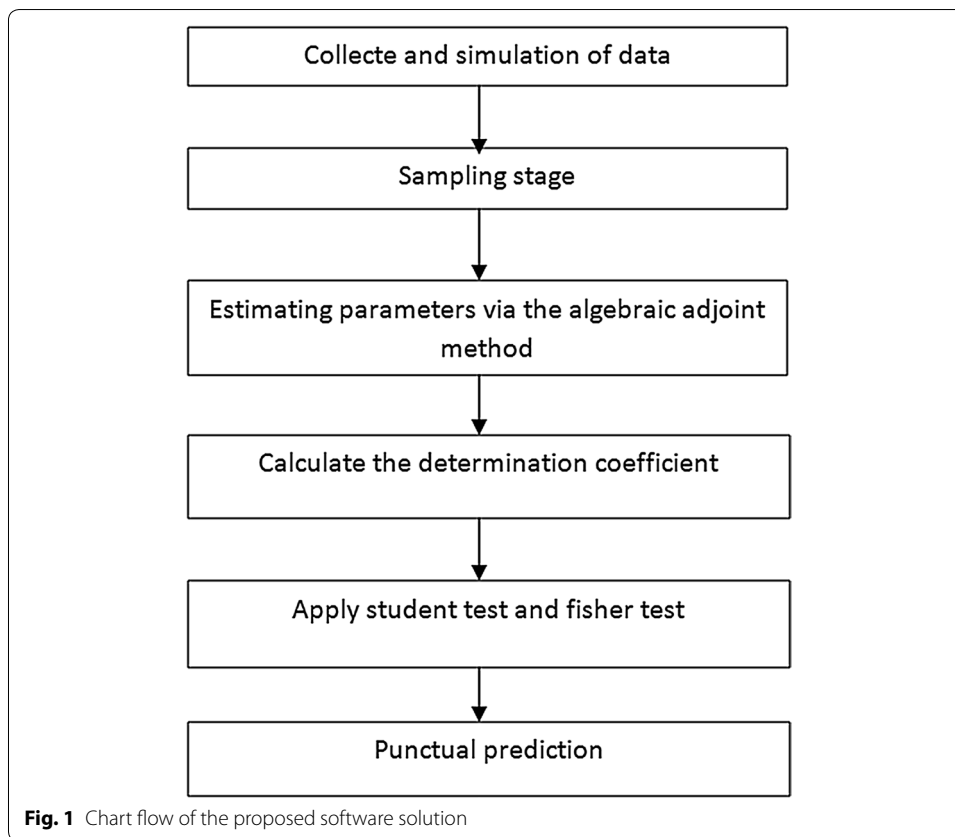 Collecte and simulation of data
Sampling stage
Estimating parameters via the algebraic adjoint
method
Calculate the determination coefficient
Apply student test and fisher test
Punctual prediction
Fig. 1 Chart flow of the proposed software solution